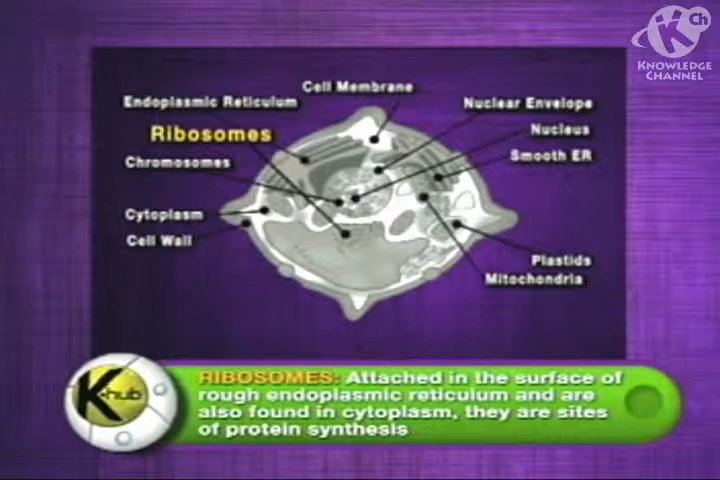 Ch
K
KNOWLEDGE
CHANNEL
Cell Membrane
Endoplasmic Reticulum
Nuclear Envelope
Ribosomes
Nucleus
Chromosomes
Smooth ER
Cytoplasm
Cell Wall
Plastids
Mitochondria
K-hub
RIBOSOMES: Attached in the surface of
rough endoplasmic reticulum and are
also found in cytoplasm, they are sites
of protein synthesis